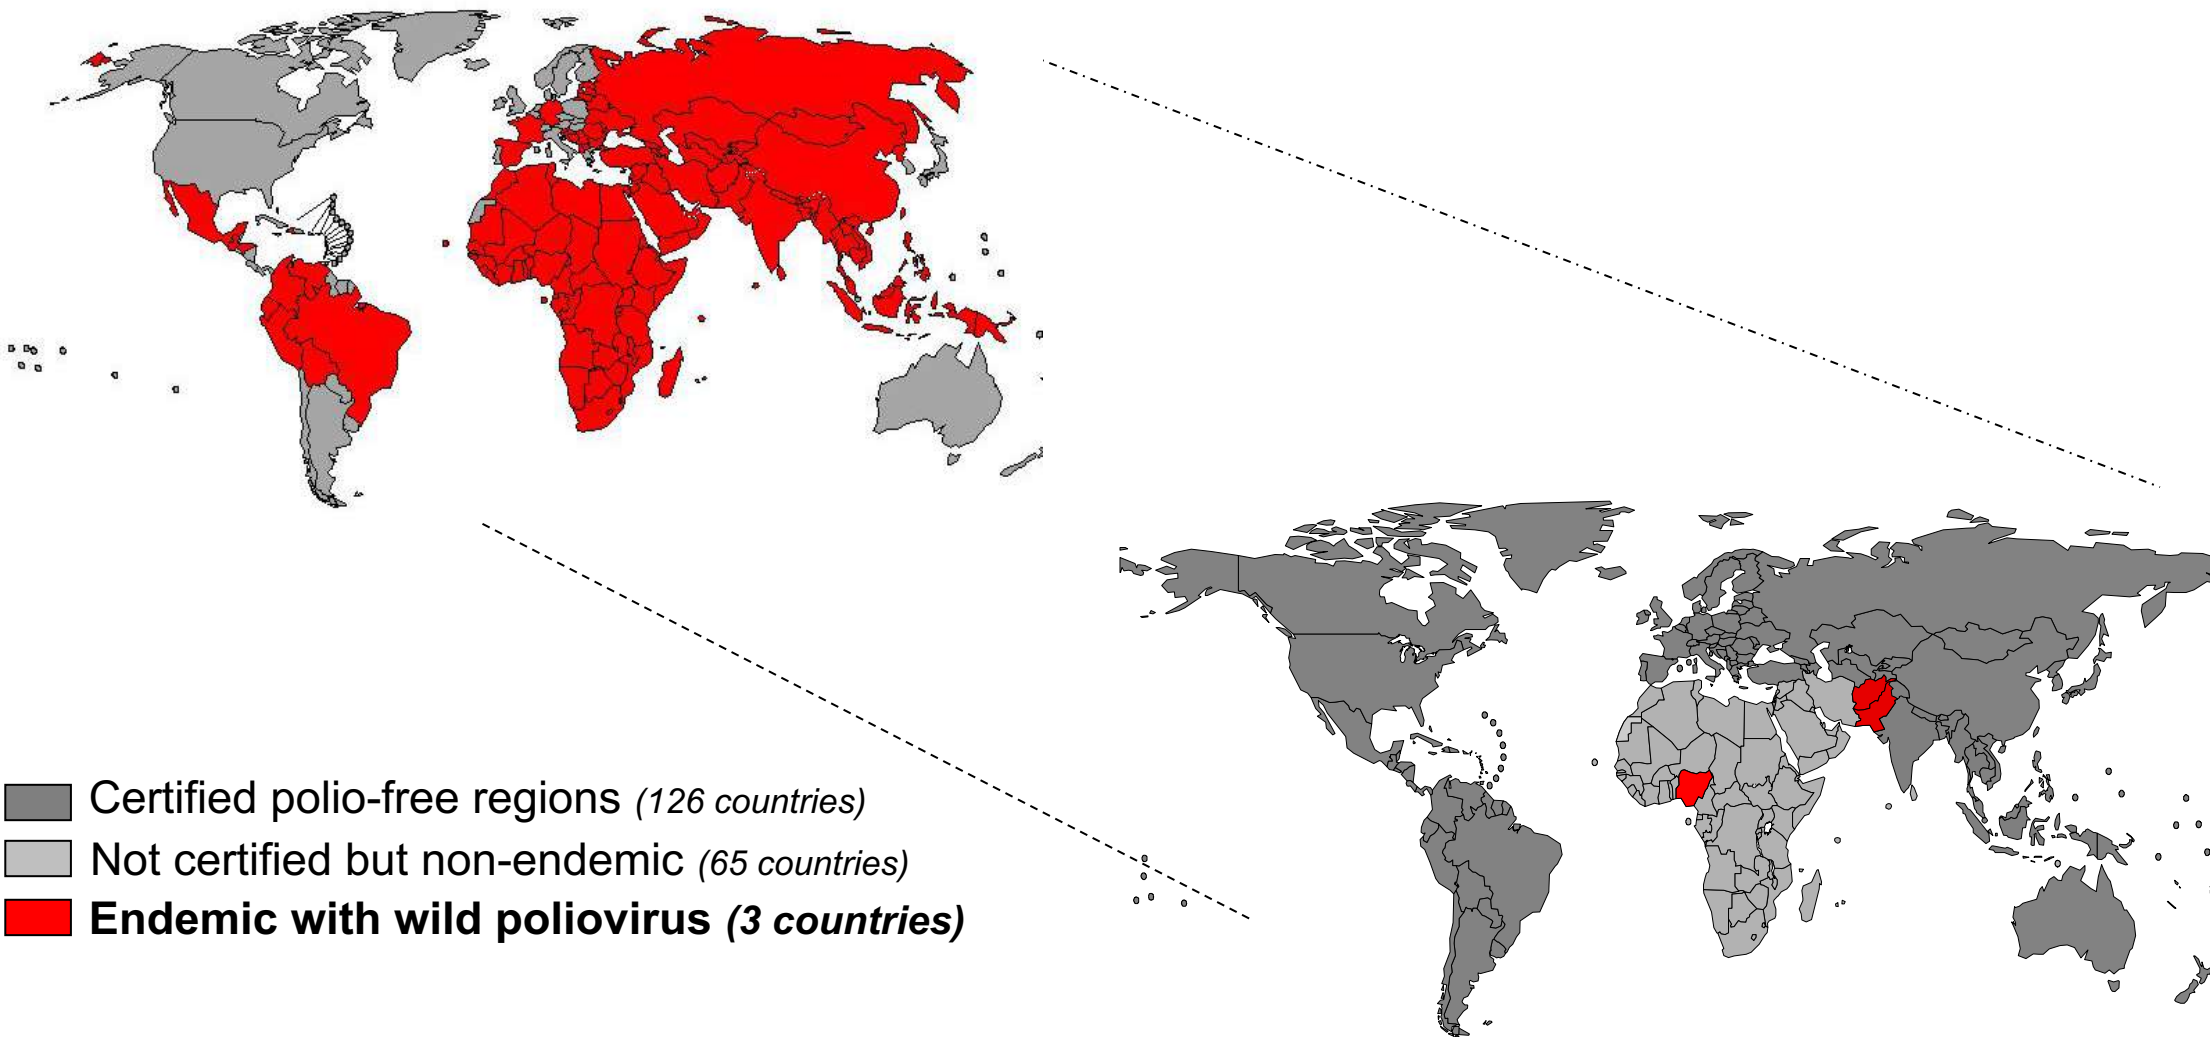 Certified polio-free regions (126 countries)
Not certified but non-endemic (65 countries)
Endemic with wild poliovirus (3 countries)